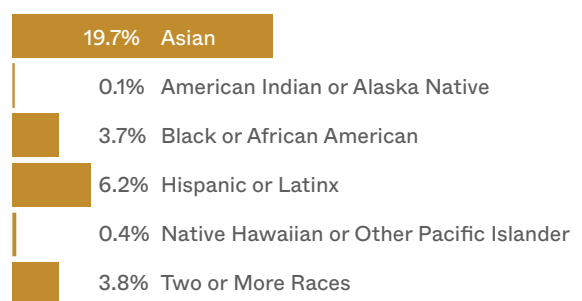 19.7% Asian
0.1% American Indian or Alaska Native
3.7% Black or African American
6.2% Hispanic or Latinx
0.4% Native Hawaiian or Other Pacific Islander
3.8% Two or More Races